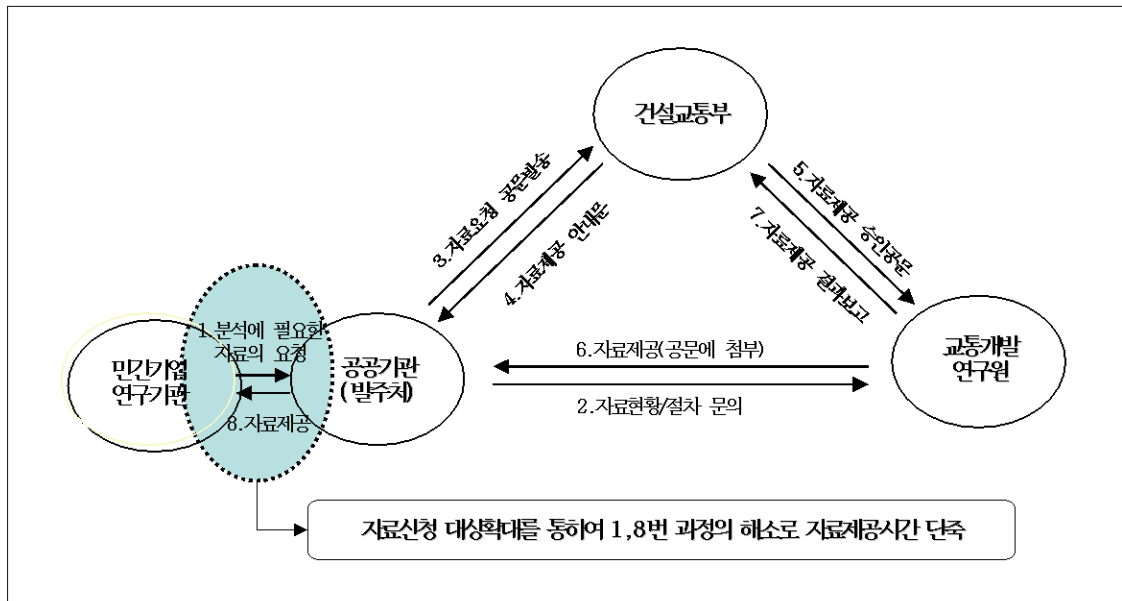 건설교통부
3.자료요청 공문발송
4.자료제공 안내문
5.자료제공 승인공문
7.자료제공 결과보고
1.분석에 필요한
자료의 요청
민간기업
연구기관
공공기관
(발주처)
8.자료제공
6.자료제공(공문에 첨부)
2.자료현황/절차 문의
교통개발
연구원
자료신청 대상확대를 통하여 1,8번 과정의 해소로 자료제공시간 단축